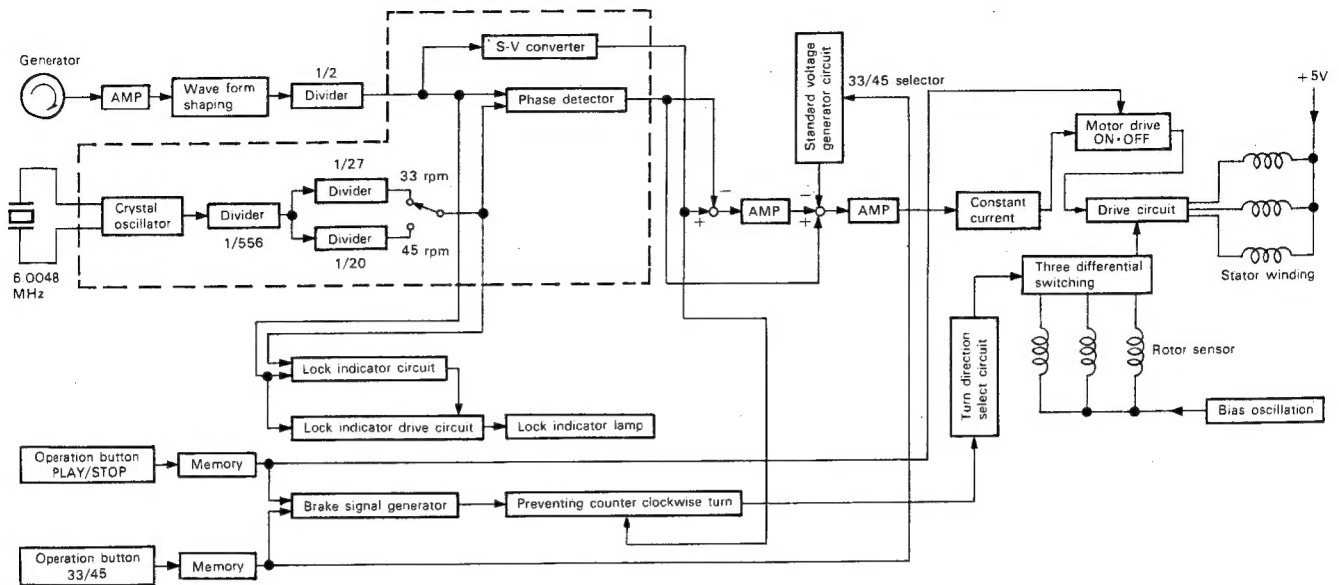 Generator
AMP
Wave form
shaping
1/2
Divider
S-V converter
Phase detector
Standard voltage
generator circuit
33/45 selector
+5V
Motor drive
ON·OFF
1/27
Divider
33 rpm
Crystal
oscillator
Divider
1/556
Divider
1/20
45 rpm
6.0048
MHz
+
−
AMP
−
+
AMP
Constant
current
Drive circuit
Stator winding
Three differential
switching
Rotor sensor
Turn direction
select circuit
Bias oscillation
Lock indicator circuit
Lock indicator drive circuit
Lock indicator lamp
Operation button
PLAY/STOP
Memory
Brake signal generator
Preventing counter clockwise turn
Operation button
33/45
Memory